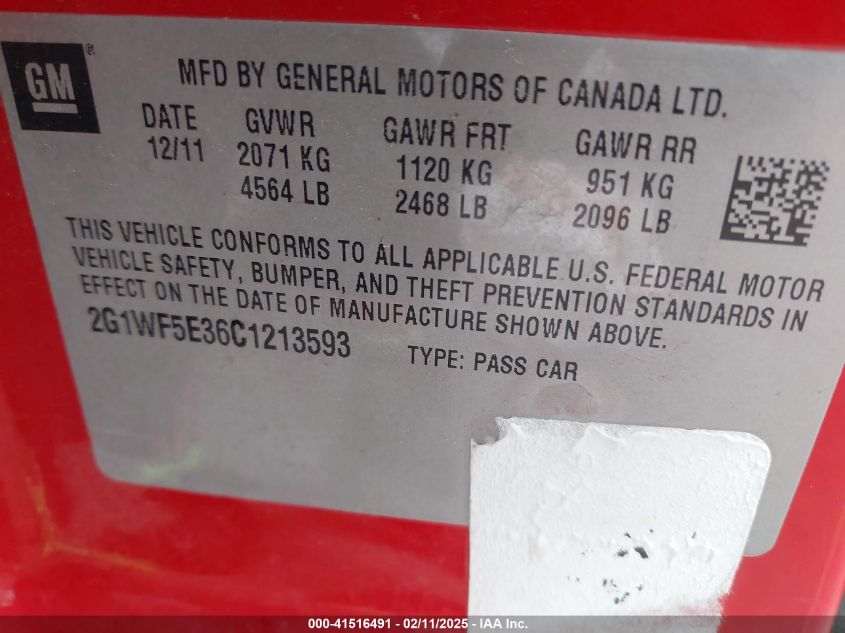 GM®
MFD BY GENERAL MOTORS OF CANADA LTD.
DATE GVWR GAWR FRT GAWR RR
12/11 2071 KG 1120 KG 951 KG
4564 LB 2468 LB 2096 LB
THIS VEHICLE CONFORMS TO ALL APPLICABLE U.S. FEDERAL MOTOR
VEHICLE SAFETY, BUMPER, AND THEFT PREVENTION STANDARDS IN
EFFECT ON THE DATE OF MANUFACTURE SHOWN ABOVE.
2G1WF5E36C1213593 TYPE: PASS CAR
000-41516491 - 02/11/2025 - IAA Inc.